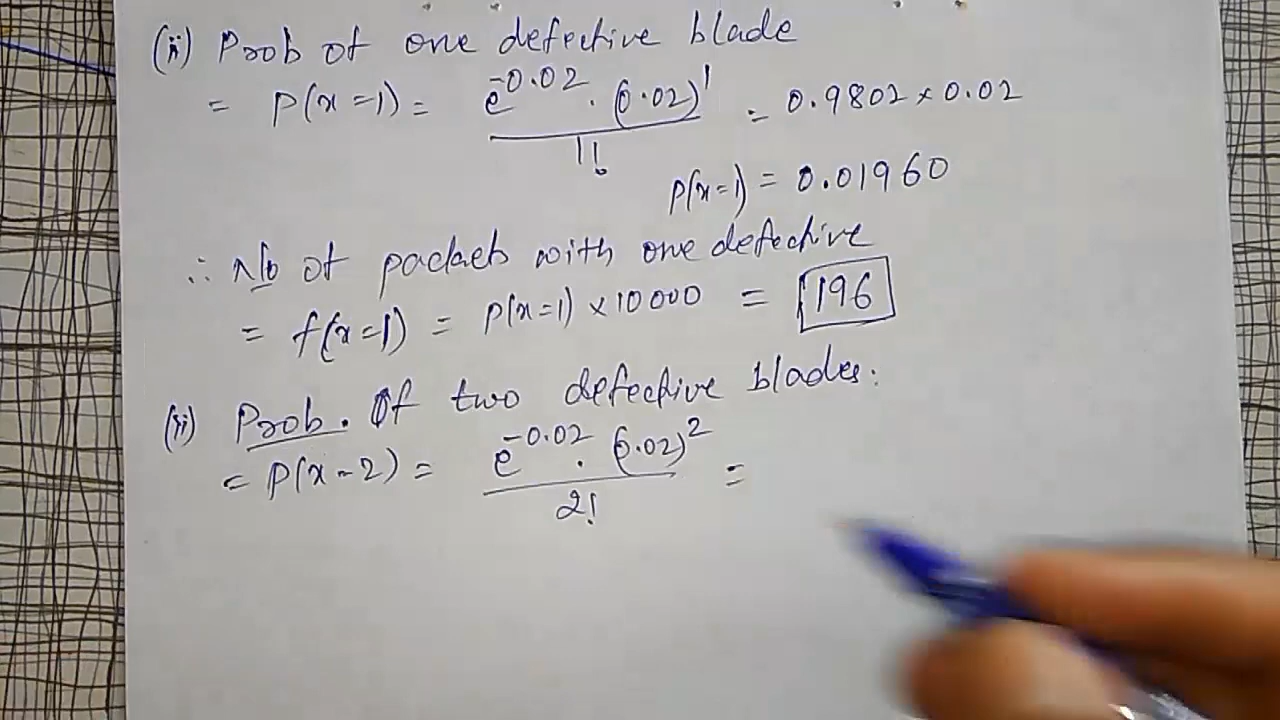 (ii) Prob of one defective blade
= P(x=1) = e^-0.02 . (0.02)^1 / 1! = 0.9802 × 0.02
P(x=1) = 0.01960
∴ No of packets with one defective
= f(x=1) = P(x=1) × 10000 = 196
(iii) Prob. of two defective blades.
= P(x=2) = e^-0.02 . (0.02)^2 / 2! =